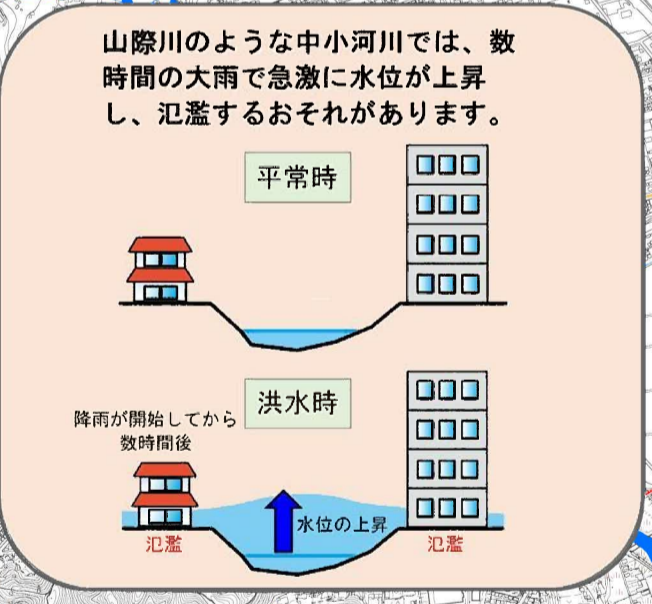 山際川のような中小河川では、数
時間の大雨で急激に水位が上昇
し、氾濫するおそれがあります。
平常時
洪水時
降雨が開始してから
数時間後
水位の上昇
氾濫
氾濫